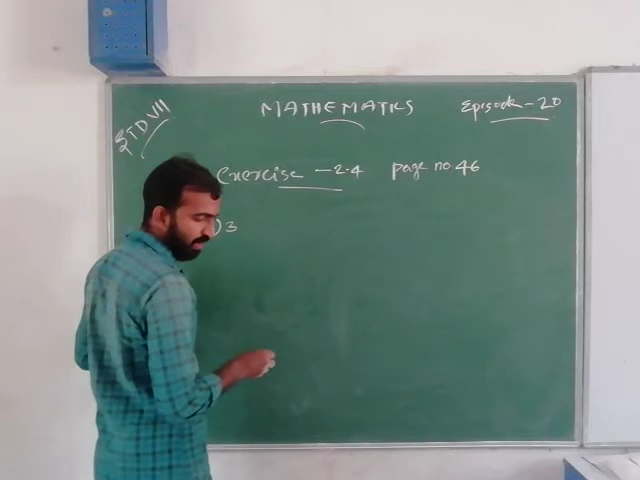 STD VII
MATHEMATICS
Episode - 20
Exercise - 2.4 page no. 46
) 3